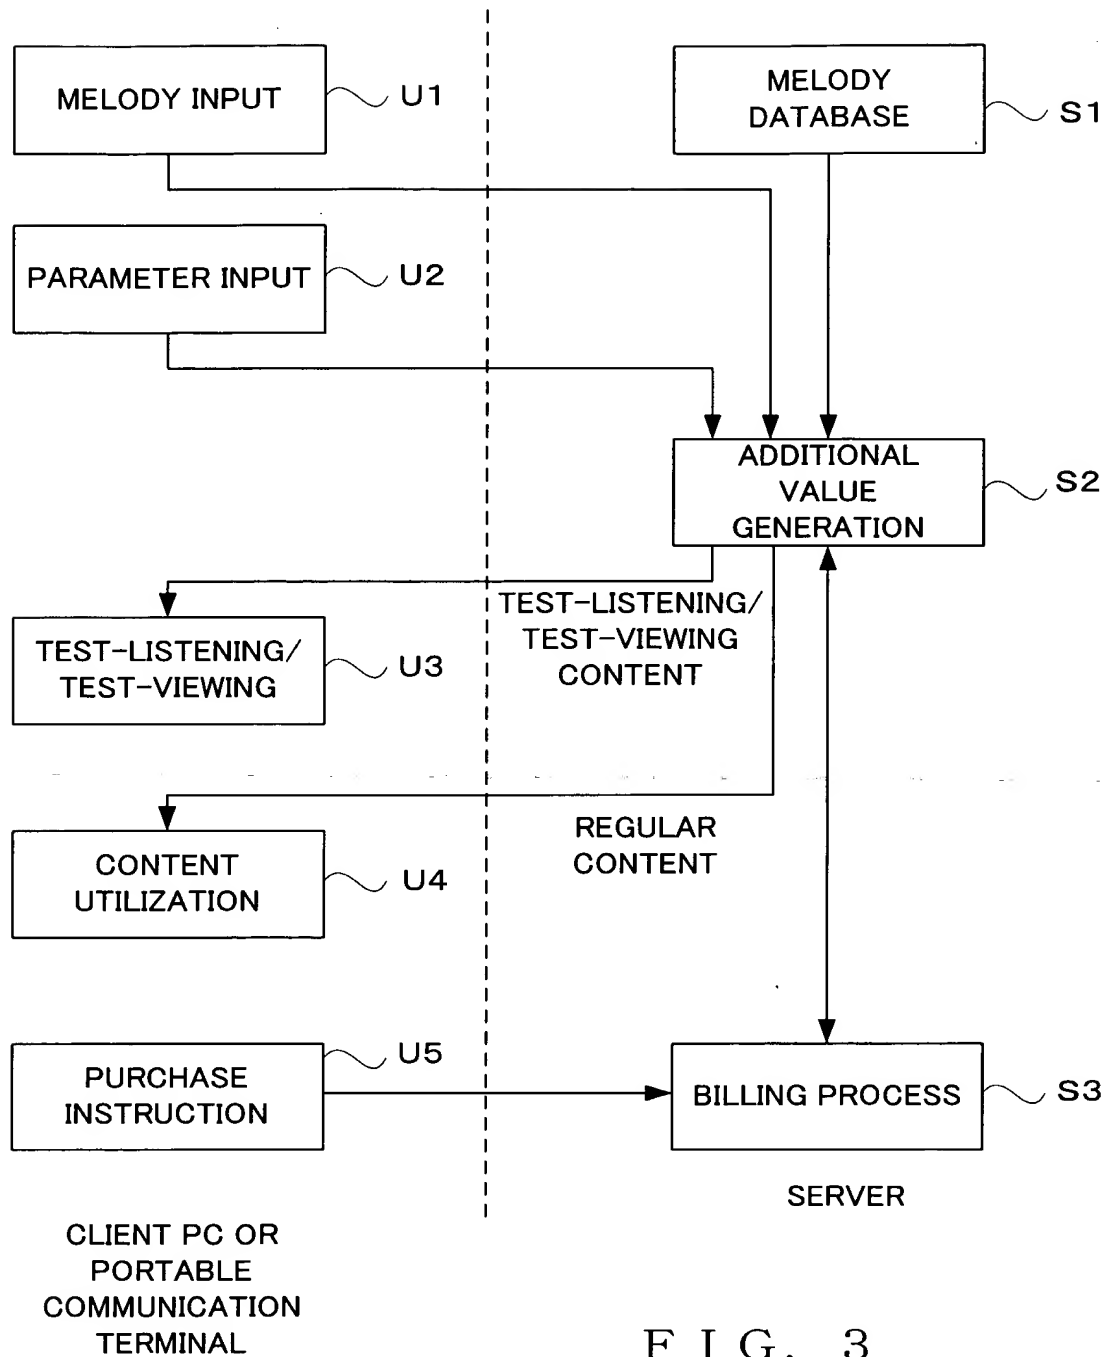 MELODY INPUT
U1
MELODY
DATABASE
S1
PARAMETER INPUT
U2
ADDITIONAL
VALUE
GENERATION
S2
TEST-LISTENING/
TEST-VIEWING
CONTENT
TEST-LISTENING/
TEST-VIEWING
U3
REGULAR
CONTENT
CONTENT
UTILIZATION
U4
PURCHASE
INSTRUCTION
U5
BILLING PROCESS
S3
SERVER
CLIENT PC OR
PORTABLE
COMMUNICATION
TERMINAL
FIG. 3